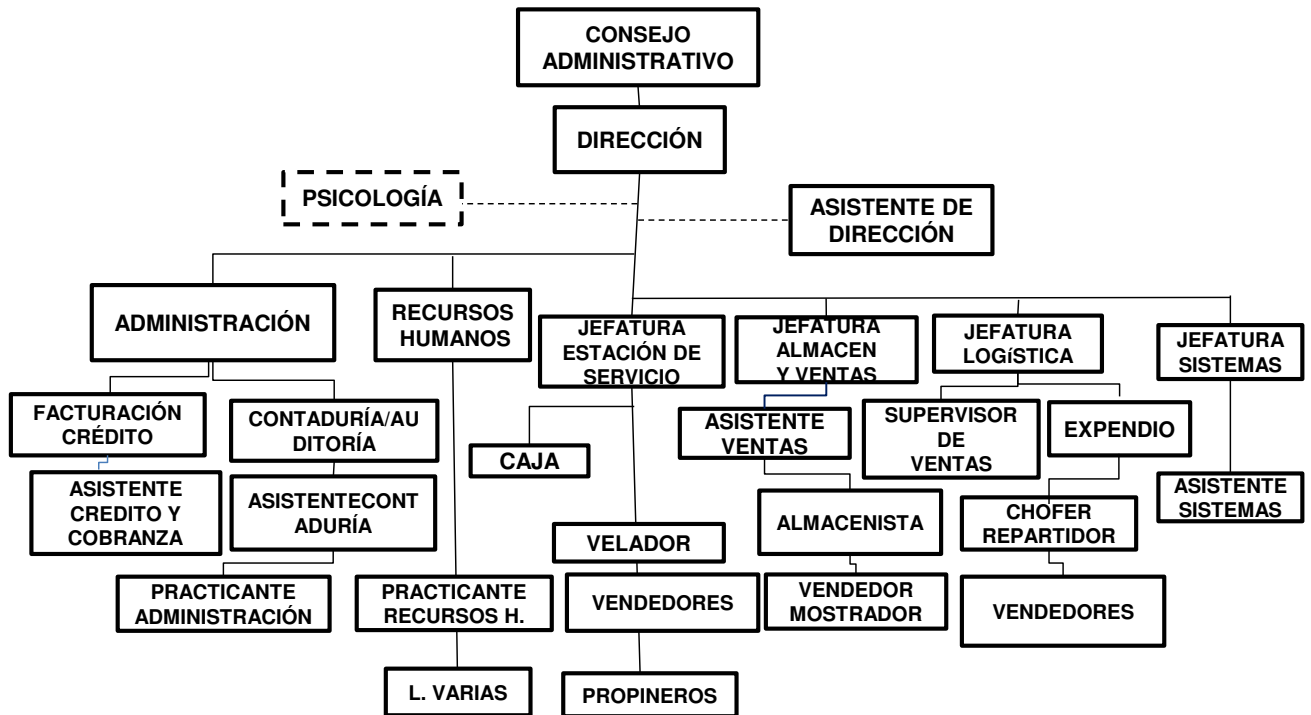 CONSEJO
ADMINISTRATIVO
DIRECCIÓN
PSICOLOGÍA
ASISTENTE DE
DIRECCIÓN
ADMINISTRACIÓN
RECURSOS
HUMANOS
JEFATURA
ESTACIÓN DE
SERVICIO
JEFATURA
ALMACEN
Y VENTAS
JEFATURA
LOGíSTICA
JEFATURA
SISTEMAS
FACTURACIÓN
CRÉDITO
CONTADURÍA/AU
DITORÍA
CAJA
ASISTENTE
VENTAS
SUPERVISOR
DE
VENTAS
EXPENDIO
ASISTENTE
CREDITO Y
COBRANZA
ASISTENTECONT
ADURÍA
VELADOR
ALMACENISTA
CHOFER
REPARTIDOR
ASISTENTE
SISTEMAS
PRACTICANTE
ADMINISTRACIÓN
PRACTICANTE
RECURSOS H.
VENDEDORES
VENDEDOR
MOSTRADOR
VENDEDORES
L. VARIAS
PROPINEROS